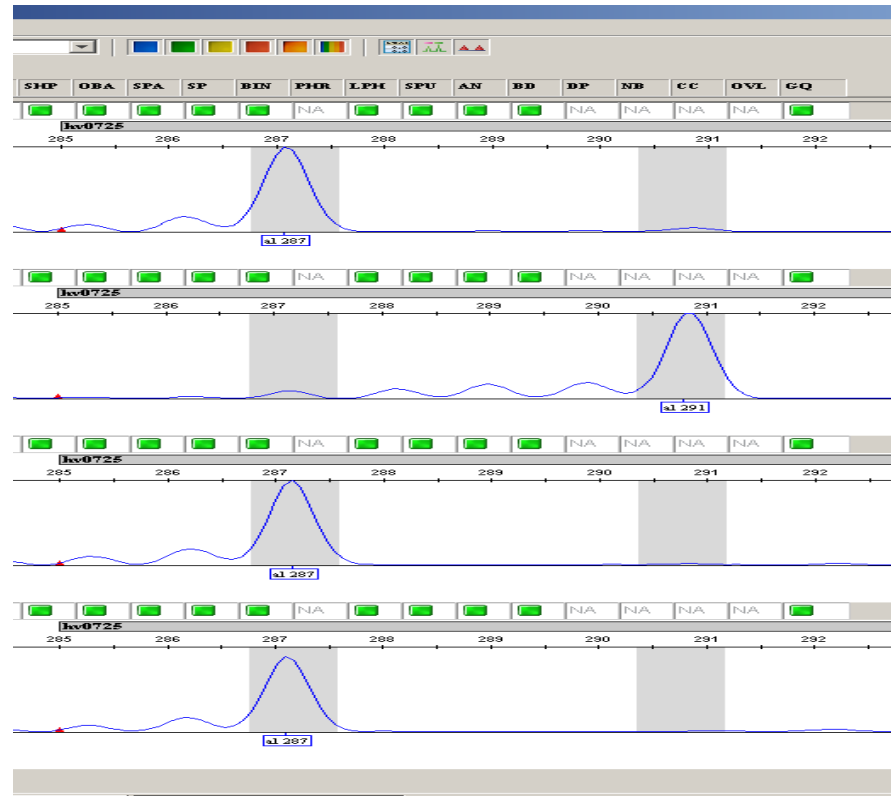 SHP OBA SPA SP BIN PHR LPH SPU AN BD DP NB CC OVL GQ
NA NA NA NA NA
hv0725
285 286 287 288 289 290 291 292
al 287
NA NA NA NA NA
hv0725
285 286 287 288 289 290 291 292
al 291
NA NA NA NA NA
hv0725
285 286 287 288 289 290 291 292
al 287
NA NA NA NA NA
hv0725
285 286 287 288 289 290 291 292
al 287